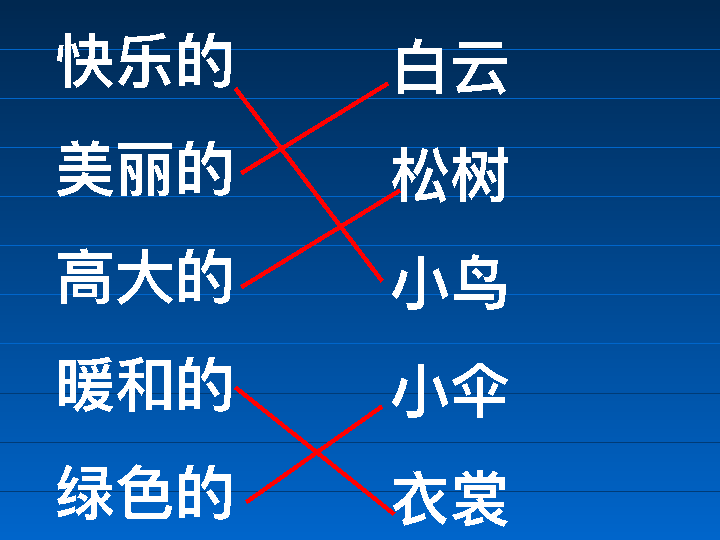 快乐的 白云
美丽的 松树
高大的 小鸟
暖和的 小伞
绿色的 衣裳